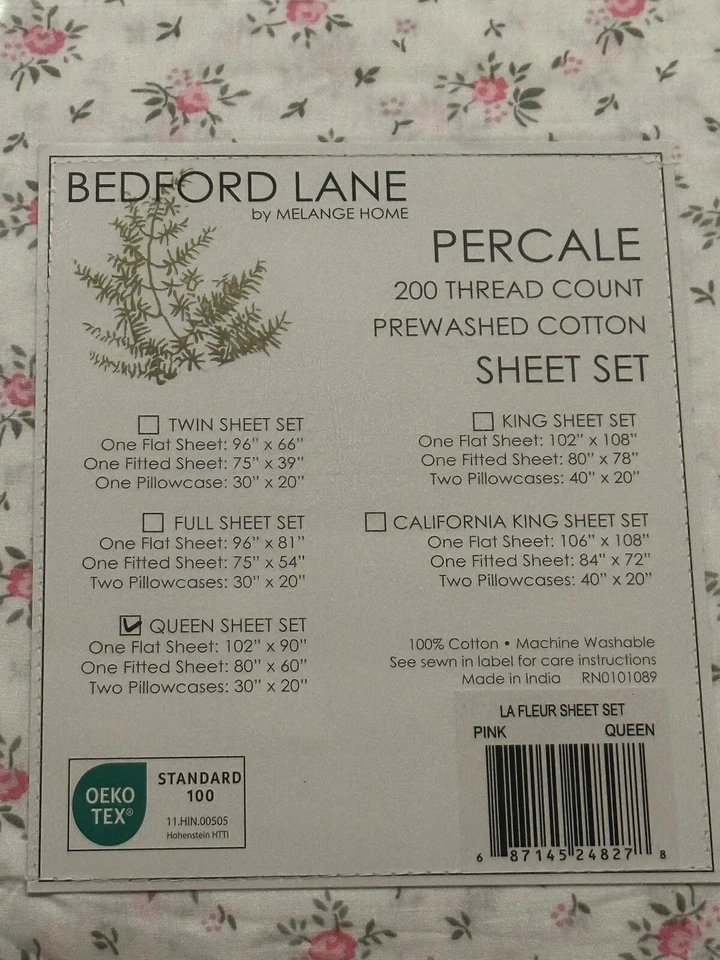 BEDFORD LANE
by MELANGE HOME
PERCALE
200 THREAD COUNT
PREWASHED COTTON
SHEET SET
TWIN SHEET SET
One Flat Sheet: 96" x 66"
One Fitted Sheet: 75" x 39"
One Pillowcase: 30" x 20"
FULL SHEET SET
One Flat Sheet: 96" x 81"
One Fitted Sheet: 75" x 54"
Two Pillowcases: 30" x 20"
QUEEN SHEET SET
One Flat Sheet: 102" x 90"
One Fitted Sheet: 80" x 60"
Two Pillowcases: 30" x 20"
KING SHEET SET
One Flat Sheet: 102" x 108"
One Fitted Sheet: 80" x 78"
Two Pillowcases: 40" x 20"
CALIFORNIA KING SHEET SET
One Flat Sheet: 106" x 108"
One Fitted Sheet: 84" x 72"
Two Pillowcases: 40" x 20"
100% Cotton • Machine Washable
See sewn in label for care instructions
Made in India RN0101089
LA FLEUR SHEET SET
PINK QUEEN
6 87145 24827 8
OEKO
TEX®
STANDARD
100
11.HIN.00505
Hohenstein HTTI